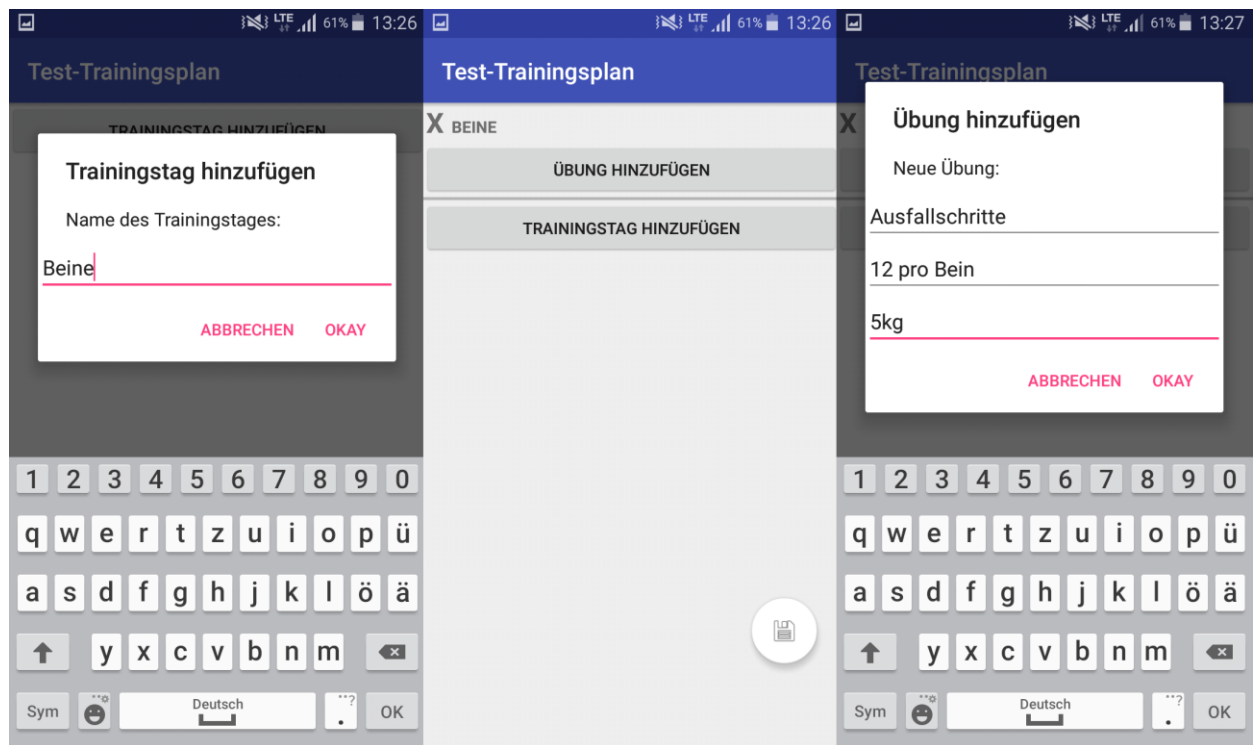 LTE 61% 13:26
Test-Trainingsplan
TRAININGSTAG HINZUFÜGEN
Trainingstag hinzufügen
Name des Trainingstages:
Beine
ABBRECHEN OKAY
1 2 3 4 5 6 7 8 9 0
q w e r t z u i o p ü
a s d f g h j k l ö ä
y x c v b n m
Sym Deutsch . OK
LTE 61% 13:26
Test-Trainingsplan
X BEINE
ÜBUNG HINZUFÜGEN
TRAININGSTAG HINZUFÜGEN
LTE 61% 13:27
Test-Trainingsplan
X
Übung hinzufügen
Neue Übung:
Ausfallschritte
12 pro Bein
5kg
ABBRECHEN OKAY
1 2 3 4 5 6 7 8 9 0
q w e r t z u i o p ü
a s d f g h j k l ö ä
y x c v b n m
Sym Deutsch . OK